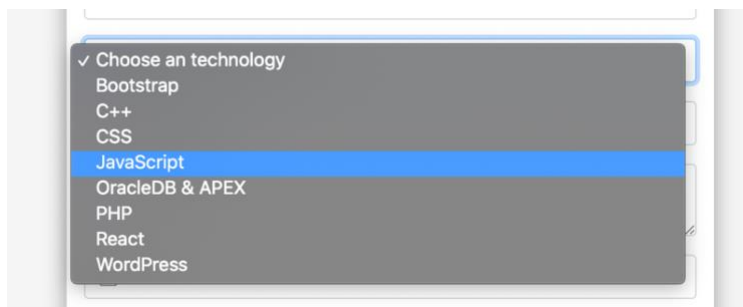 Choose an technology
Bootstrap
C++
CSS
JavaScript
OracleDB & APEX
PHP
React
WordPress